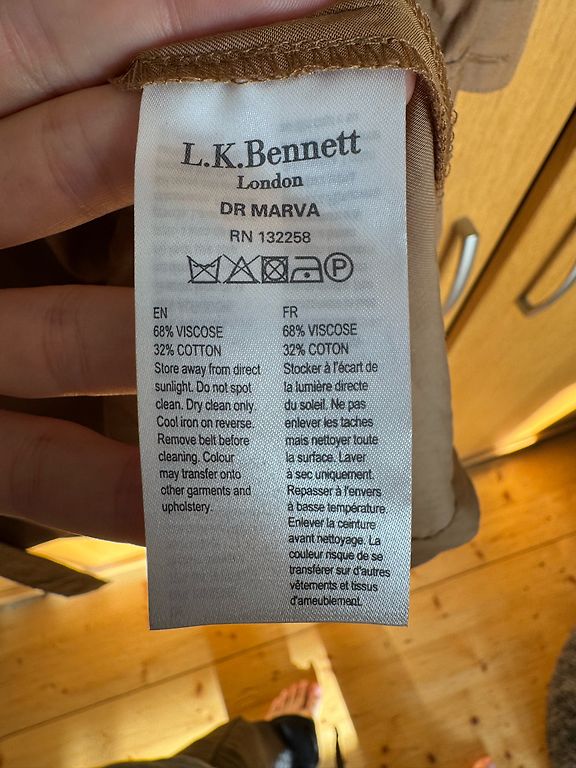 L.K.Bennett
London
DR MARVA
RN 132258
P
EN
68% VISCOSE
32% COTTON
Store away from direct
sunlight. Do not spot
clean. Dry clean only.
Cool iron on reverse.
Remove belt before
cleaning. Colour
may transfer onto
other garments and
upholstery.
FR
68% VISCOSE
32% COTON
Stocker à l'écart de
la lumière directe
du soleil. Ne pas
enlever les taches
mais nettoyer toute
la surface. Laver
à sec uniquement.
Repasser à l'envers
à basse température.
Enlever la ceinture
avant nettoyage. La
couleur risque de se
transférer sur d'autres
vêtements et tissus
d'ameublement.